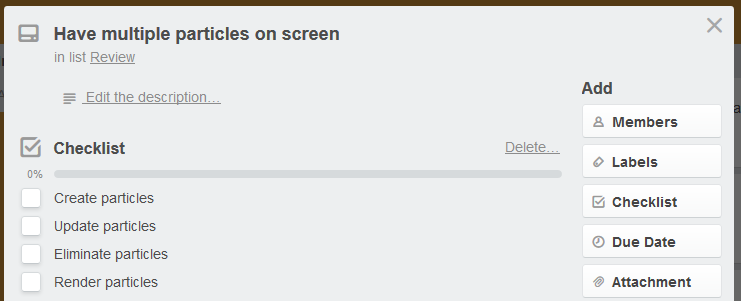 Have multiple particles on screen
in list Review
Edit the description…
Add
Members
Labels
Checklist
Due Date
Attachment
Checklist
Delete…
0%
Create particles
Update particles
Eliminate particles
Render particles